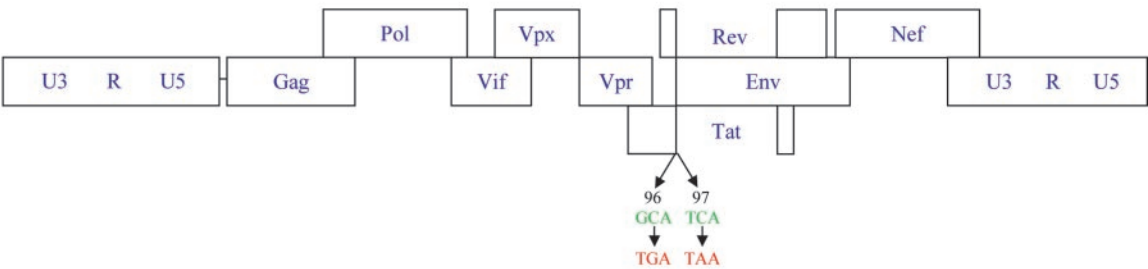 Pol Vpx Rev Nef
U3 R U5 Gag Vif Vpr Env U3 R U5
Tat
96 97
GCA TCA
TGA TAA